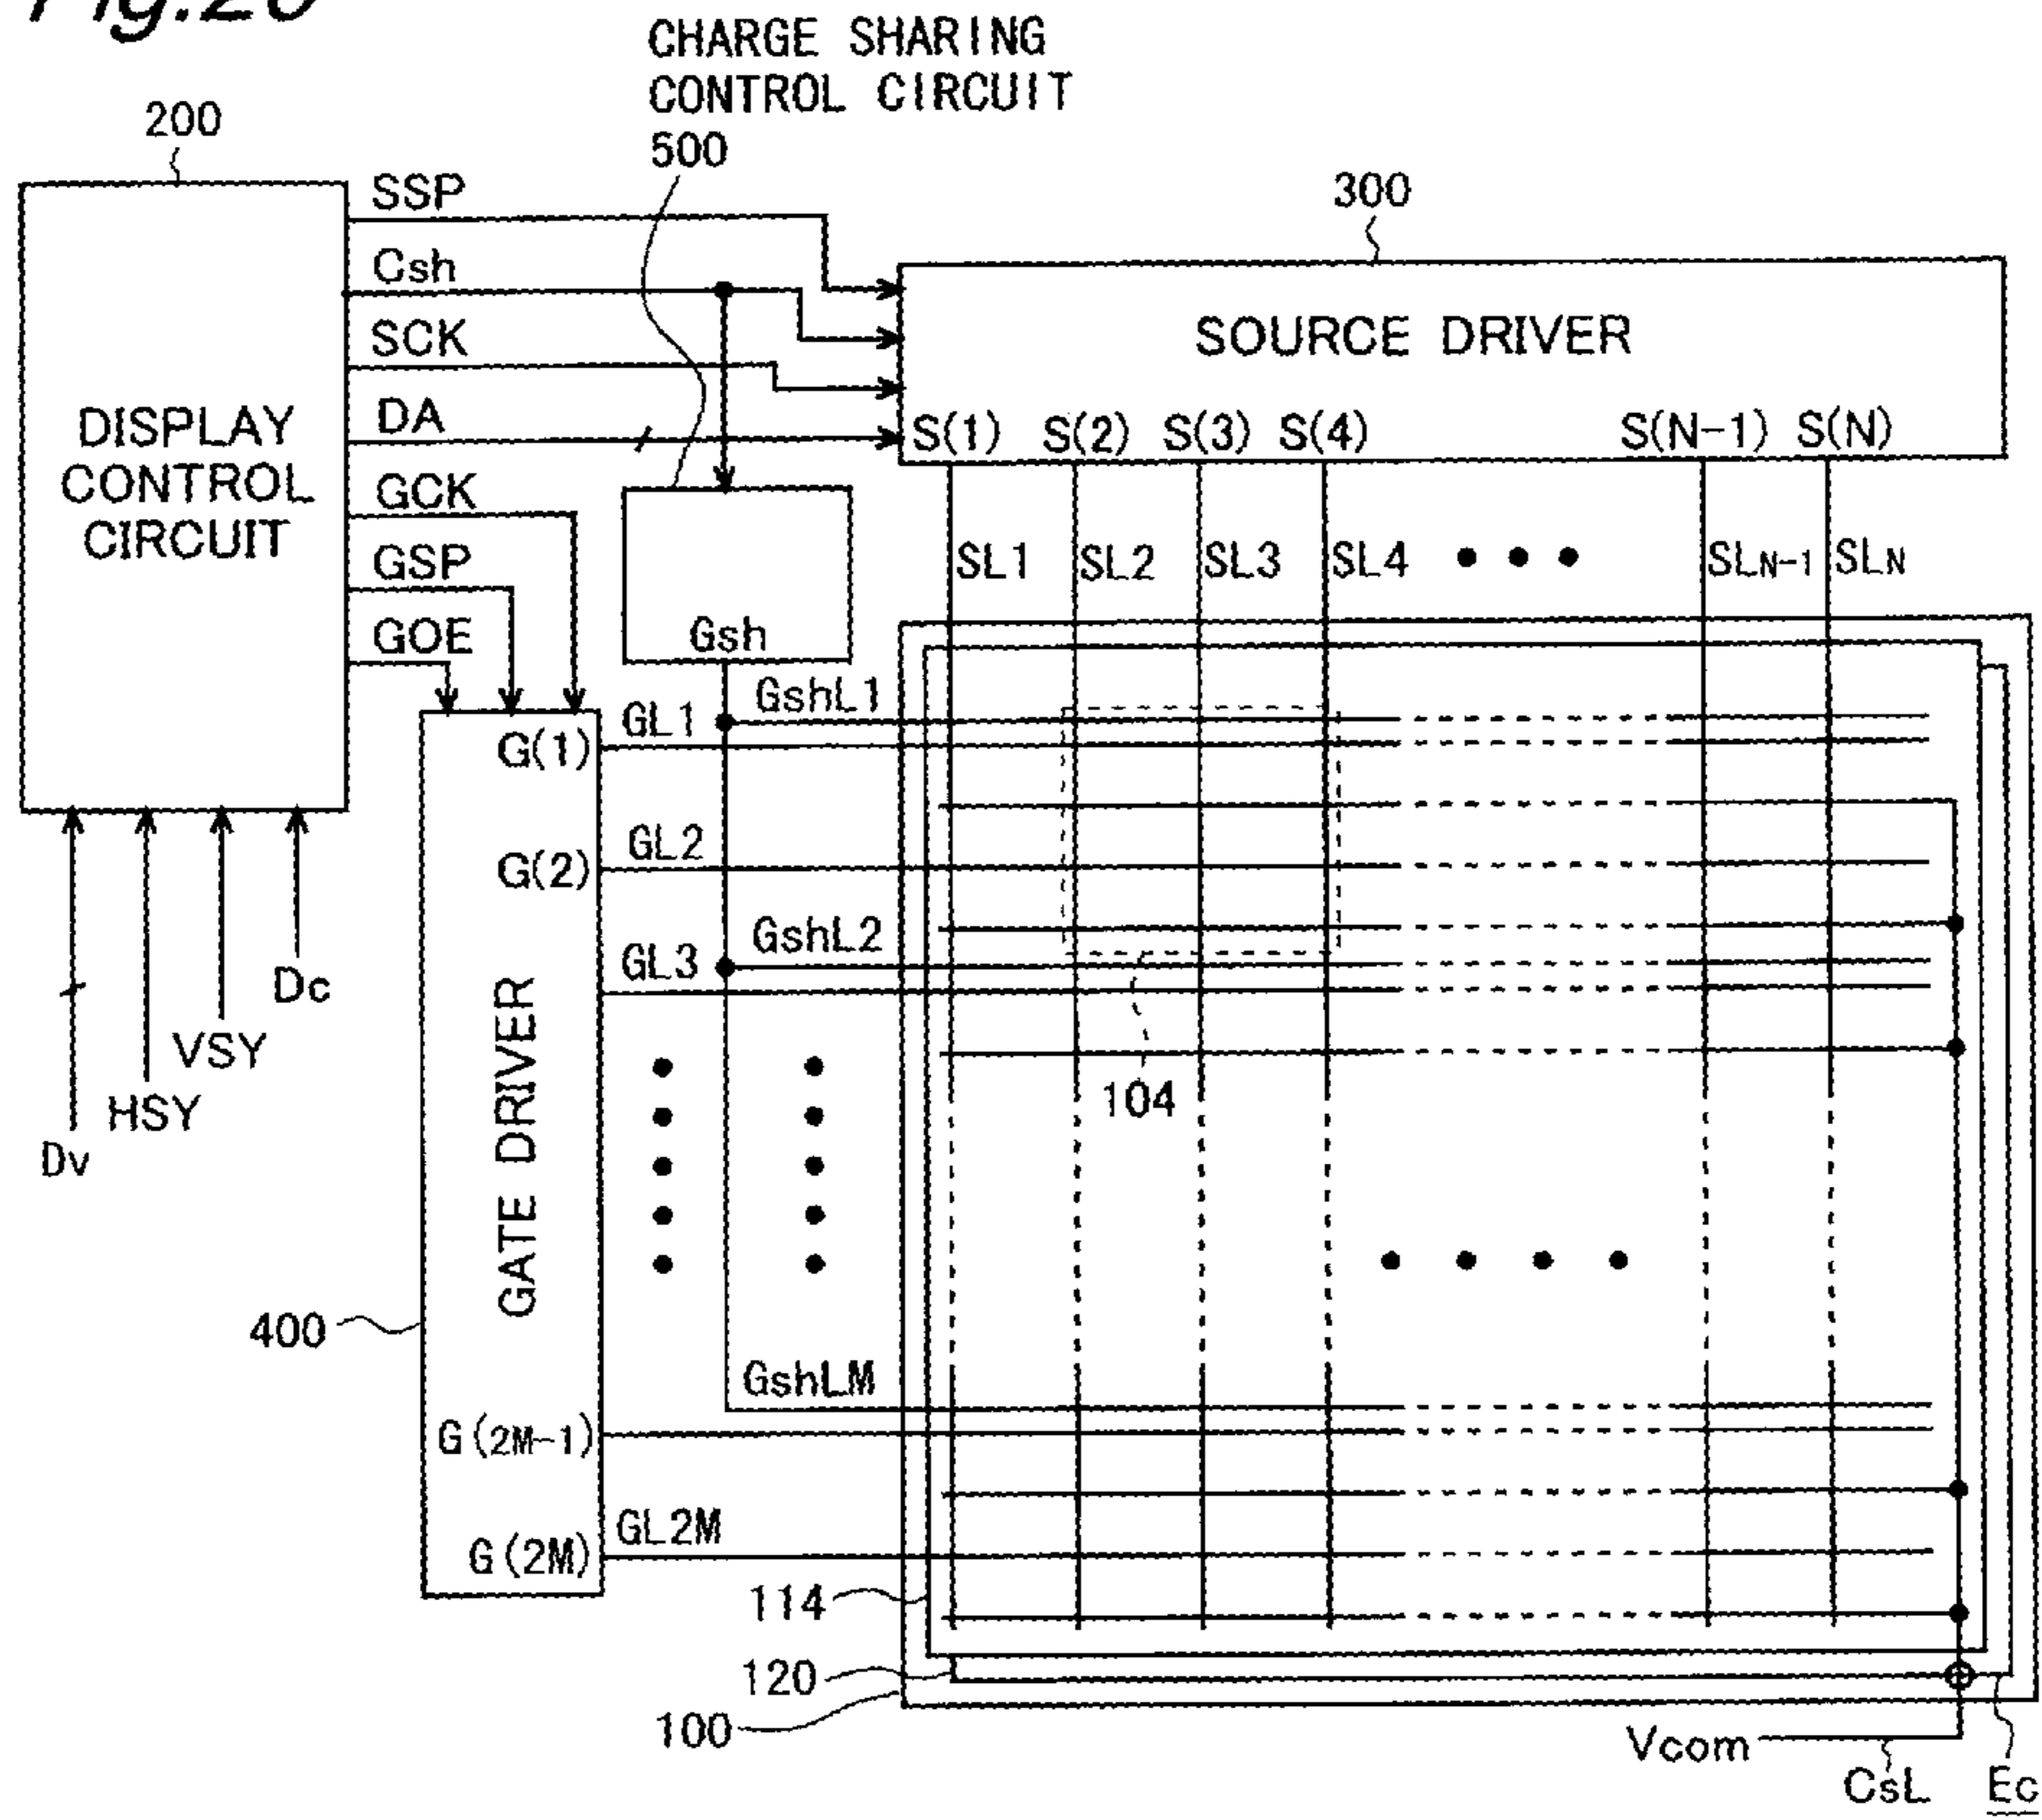 CHARGE SHARING
CONTROL CIRCUIT
500
200
300
SSP
Csh
SCK
DA
GCK
GSP
GOE
DISPLAY
CONTROL
CIRCUIT
SOURCE DRIVER
S(1) S(2) S(3) S(4) S(N-1) S(N)
SL1 SL2 SL3 SL4 SLN-1 SLN
Gsh
GshL1
GL1
G(1)
GL2
G(2)
GshL2
GL3
Dc
VSY
HSY
Dv
104
GATE DRIVER
400
GshLM
G(2M-1)
GL2M
G(2M)
114
120
100
Vcom
CsL
Ec